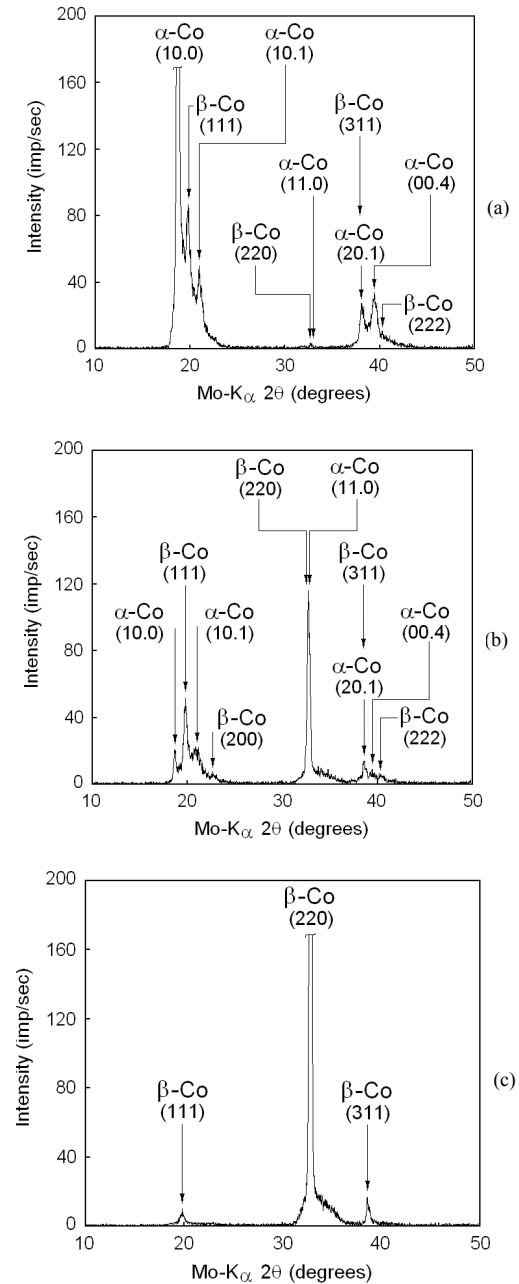 200
160
120
80
40
0
10 20 30 40 50
Intensity (imp/sec)
Mo-Kα 2θ (degrees)
α-Co
(10.0)
α-Co
(10.1)
β-Co
(111)
β-Co
(311)
α-Co
(11.0)
α-Co
(00.4)
β-Co
(220)
α-Co
(20.1)
β-Co
(222)
(a)
200
160
120
80
40
0
10 20 30 40 50
Intensity (imp/sec)
Mo-Kα 2θ (degrees)
β-Co
(220)
α-Co
(11.0)
β-Co
(111)
β-Co
(311)
α-Co
(10.0)
α-Co
(10.1)
α-Co
(00.4)
α-Co
(20.1)
β-Co
(200)
β-Co
(222)
(b)
200
160
120
80
40
0
10 20 30 40 50
Intensity (imp/sec)
Mo-Kα 2θ (degrees)
β-Co
(220)
β-Co
(111)
β-Co
(311)
(c)